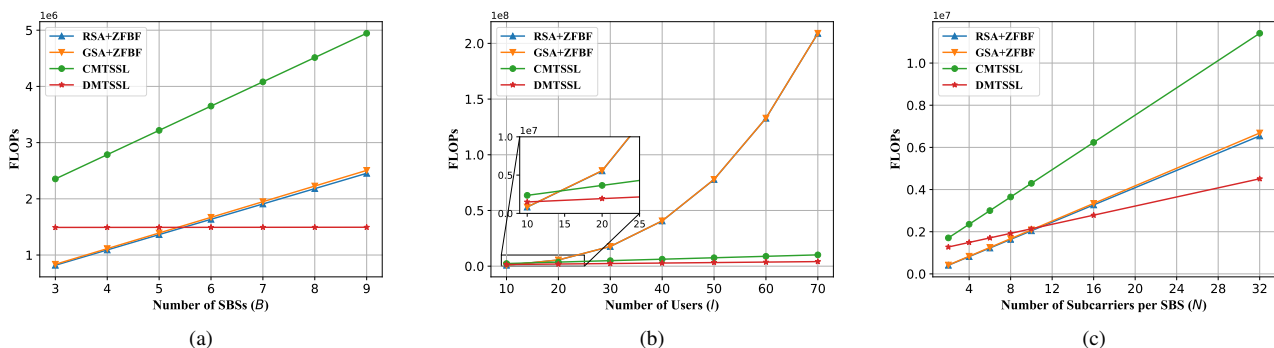 1e6
RSA+ZFBF
GSA+ZFBF
CMTSSL
DMTSSL
FLOPs
5
4
3
2
1
3 4 5 6 7 8 9
Number of SBSs (B)
(a)
1e8
RSA+ZFBF
GSA+ZFBF
CMTSSL
DMTSSL
FLOPs
2.0
1.5
1.0
0.5
0.0
1e7
1.0
0.5
0.0
10 15 20 25
10 20 30 40 50 60 70
Number of Users (I)
(b)
1e7
RSA+ZFBF
GSA+ZFBF
CMTSSL
DMTSSL
FLOPs
1.0
0.8
0.6
0.4
0.2
0.0
4 8 12 16 20 24 28 32
Number of Subcarriers per SBS (N)
(c)